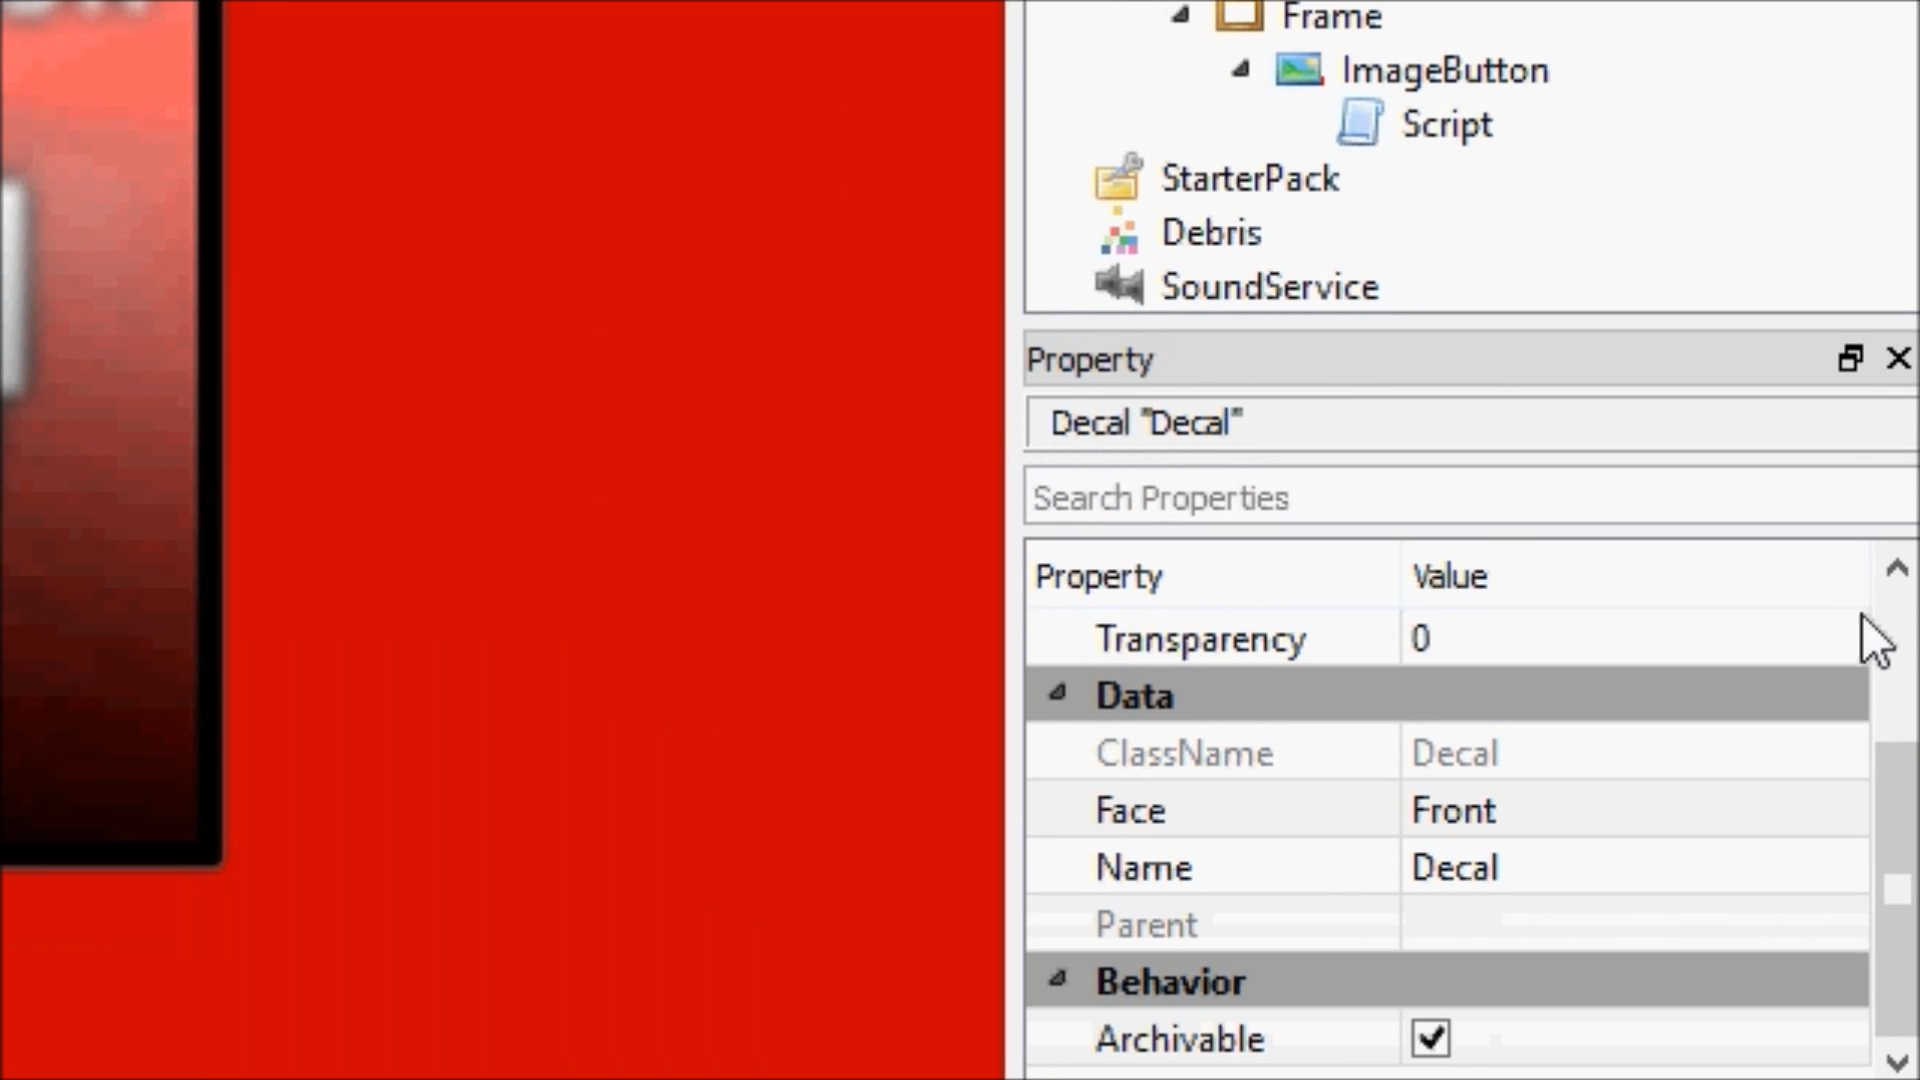 Frame
ImageButton
Script
StarterPack
Debris
SoundService
Property
Decal "Decal"
Search Properties
Property Value
Transparency 0
Data
ClassName Decal
Face Front
Name Decal
Parent
Behavior
Archivable